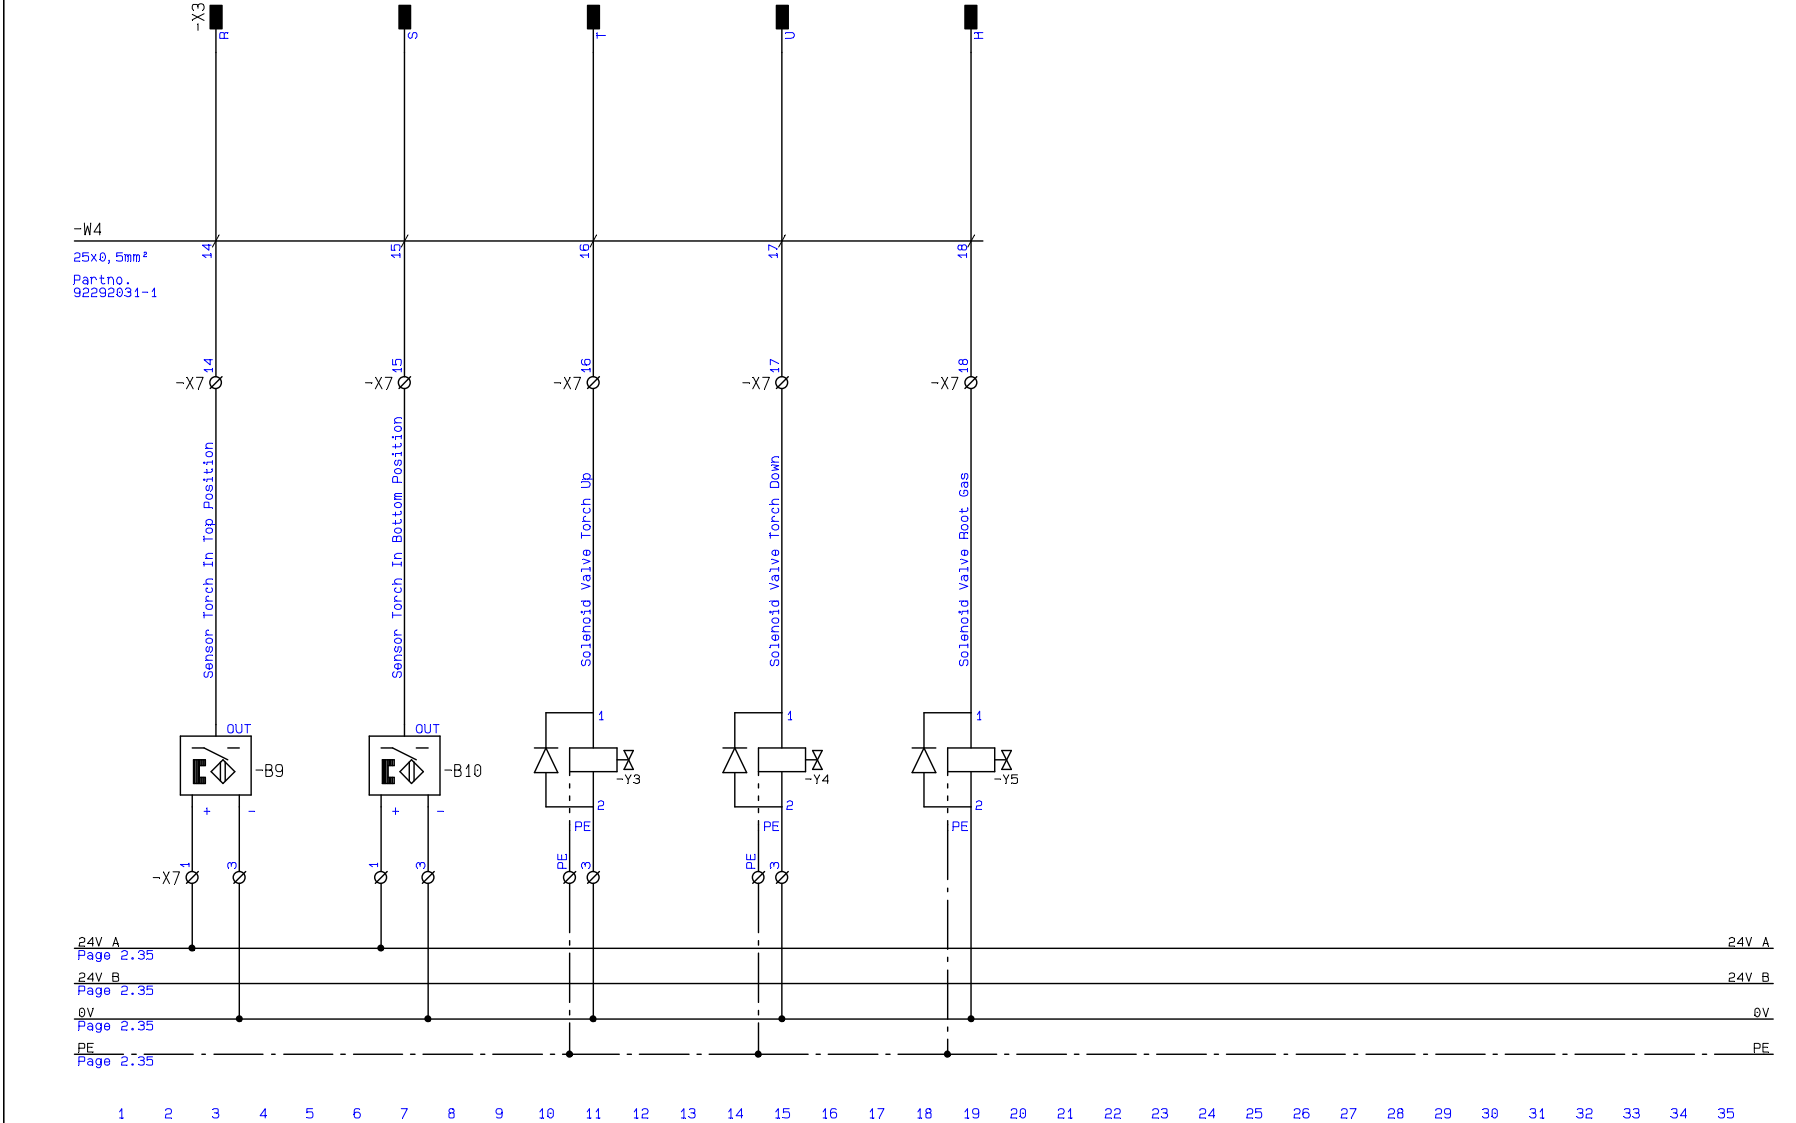 -X3
R
S
T
U
H
-W4
25x0,5mm²
Partno.
92292031-1
14
15
16
17
18
-X7
14
-X7
15
-X7
16
-X7
17
-X7
18
Sensor Torch In Top Position
Sensor Torch In Bottom Position
Solenoid Valve Torch Up
Solenoid Valve Torch Down
Solenoid Valve Root Gas
OUT
-B9
+
-
OUT
-B10
+
-
1
-Y3
2
PE
1
-Y4
2
PE
1
-Y5
2
PE
-X7
1
3
1
3
PE
3
PE
3
24V A
24V A
Page 2.35
24V B
24V B
Page 2.35
0V
0V
Page 2.35
PE
PE
Page 2.35
1 2 3 4 5 6 7 8 9 10 11 12 13 14 15 16 17 18 19 20 21 22 23 24 25 26 27 28 29 30 31 32 33 34 35